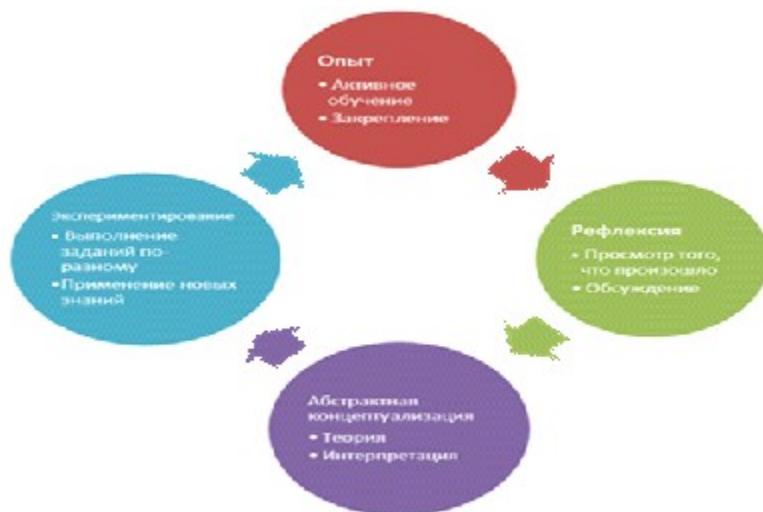 Опыт
• Активное
обучение
• Закрепление
Рефлексия
• Просмотр того,
что произошло
• Обсуждение
Абстрактная
концептуализация
• Теория
• Интерпретация
Экспериментирование
• Выполнение
заданий по-
разному
•Применение новых
знаний